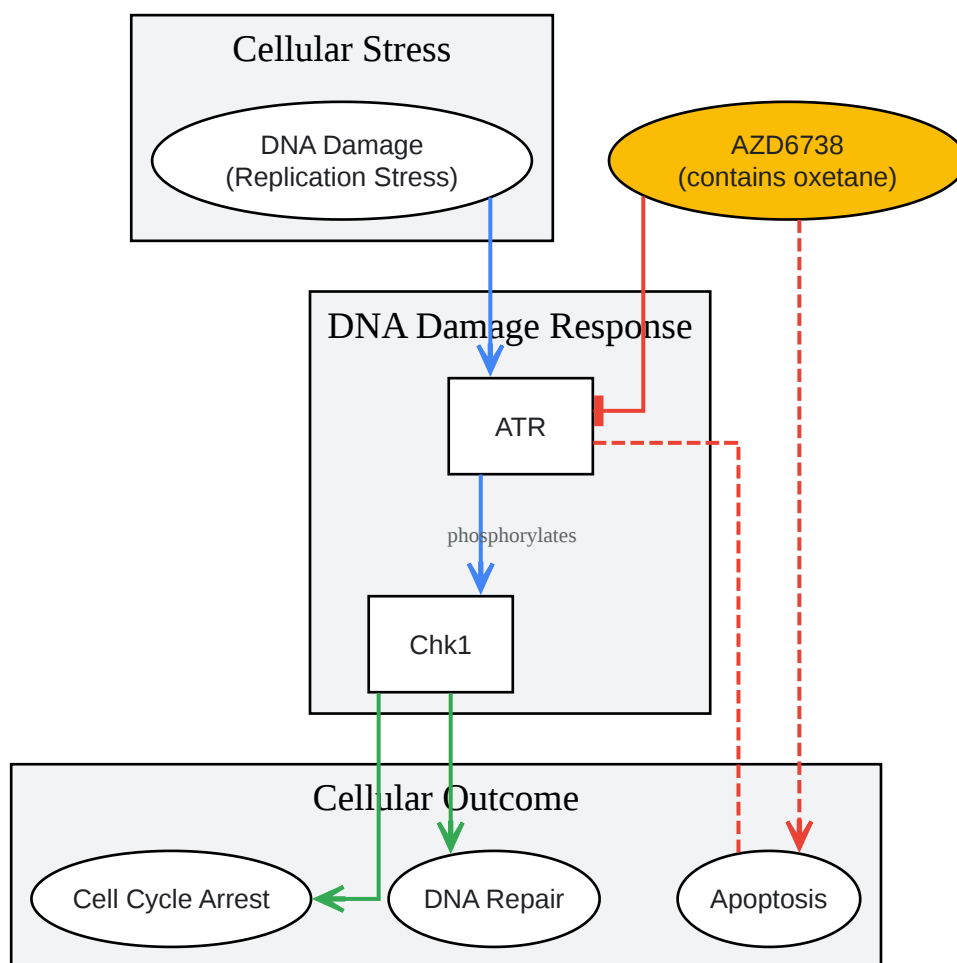 Cellular Stress
DNA Damage
(Replication Stress)
AZD6738
(contains oxetane)
DNA Damage Response
ATR
phosphorylates
Chk1
Cellular Outcome
Cell Cycle Arrest
DNA Repair
Apoptosis